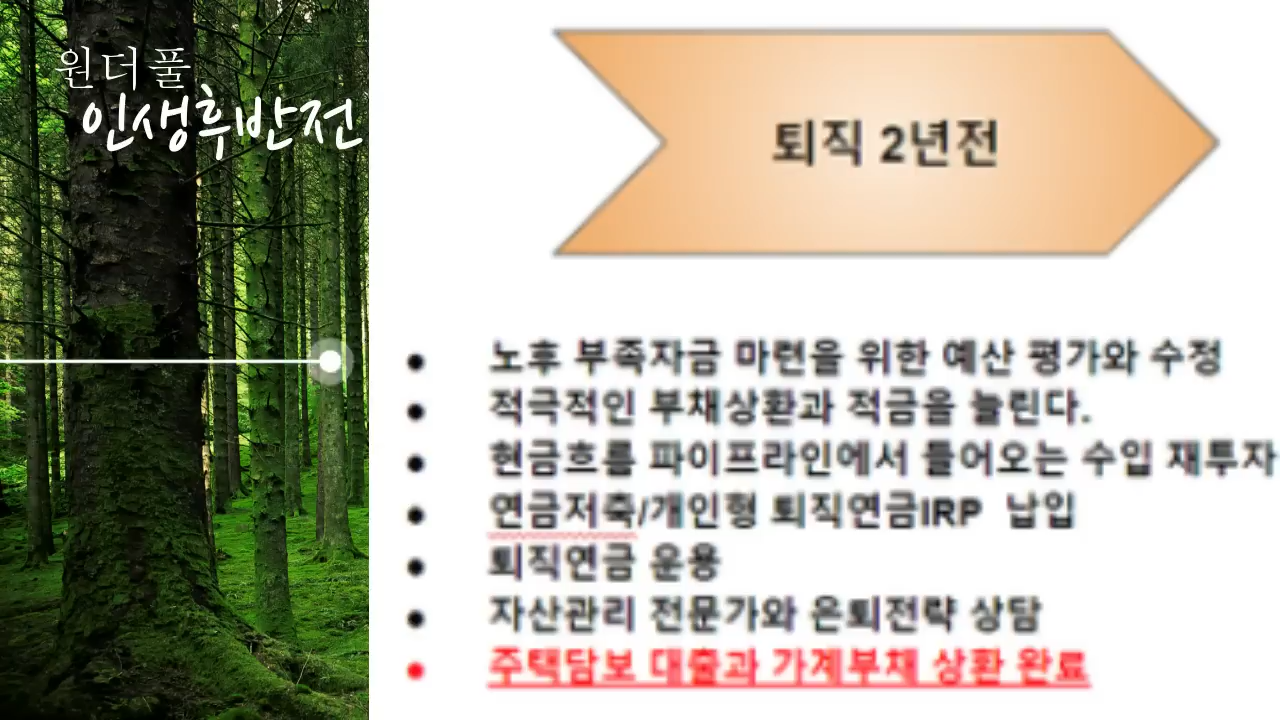 원더풀
인생후반전
퇴직 2년전
● 노후 부족자금 마련을 위한 예산 평가와 수정
● 적극적인 부채상환과 적금을 늘린다.
● 현금흐름 파이프라인에서 들어오는 수입 재투자
● 연금저축/개인형 퇴직연금IRP 납입
● 퇴직연금 운용
● 자산관리 전문가와 은퇴전략 상담
● 주택담보 대출과 가계부채 상환 완료